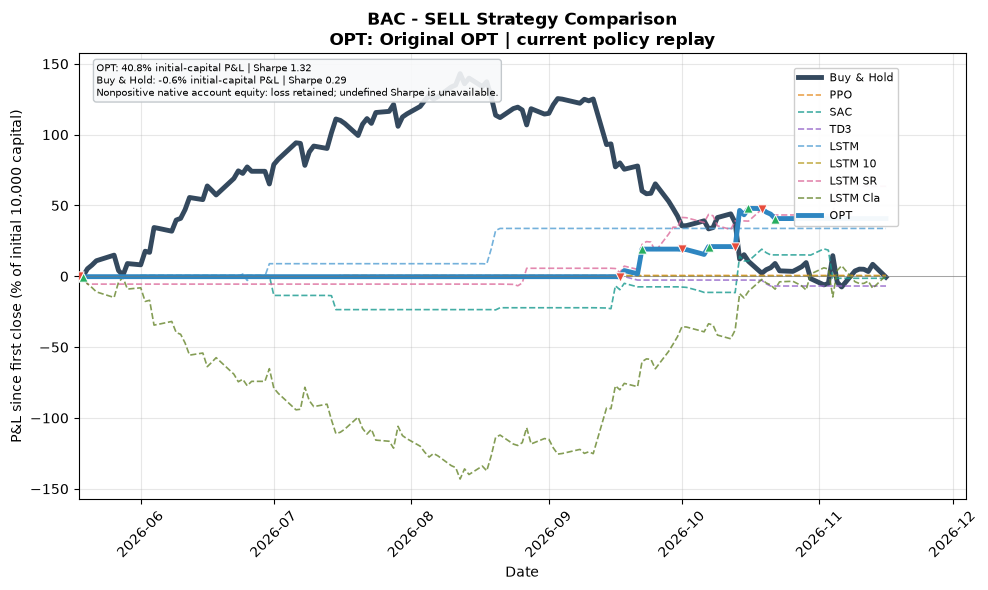 BAC - SELL Strategy Comparison
OPT: Original OPT | current policy replay
OPT: 40.8% initial-capital P&L | Sharpe 1.32
Buy & Hold: -0.6% initial-capital P&L | Sharpe 0.29
Nonpositive native account equity: loss retained; undefined Sharpe is unavailable.
Buy & Hold
PPO
SAC
TD3
LSTM
LSTM 10
LSTM SR
LSTM Cla
OPT
P&L since first close (% of initial 10,000 capital)
150
100
50
0
−50
−100
−150
2026-06
2026-07
2026-08
2026-09
2026-10
2026-11
2026-12
Date